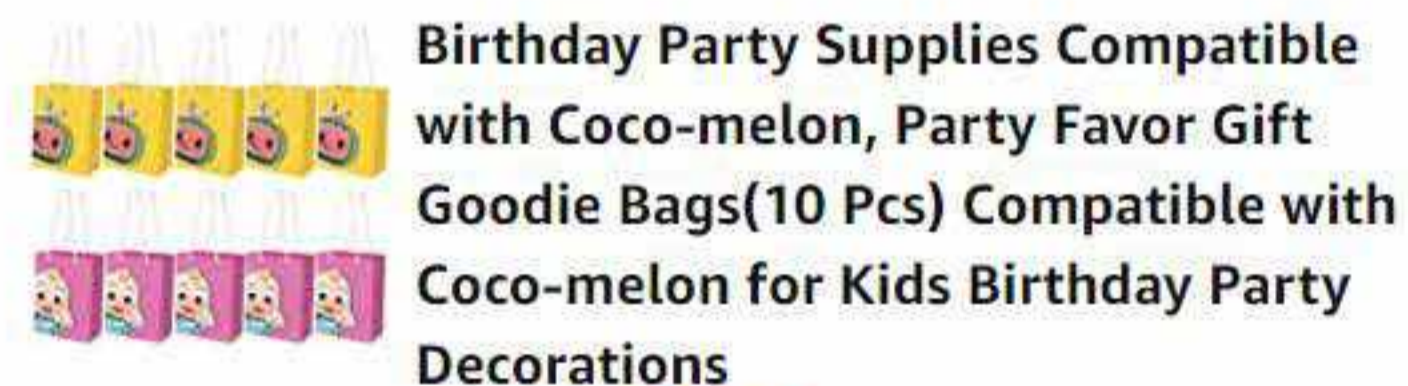 Birthday Party Supplies Compatible
with Coco-melon, Party Favor Gift
Goodie Bags(10 Pcs) Compatible with
Coco-melon for Kids Birthday Party
Decorations